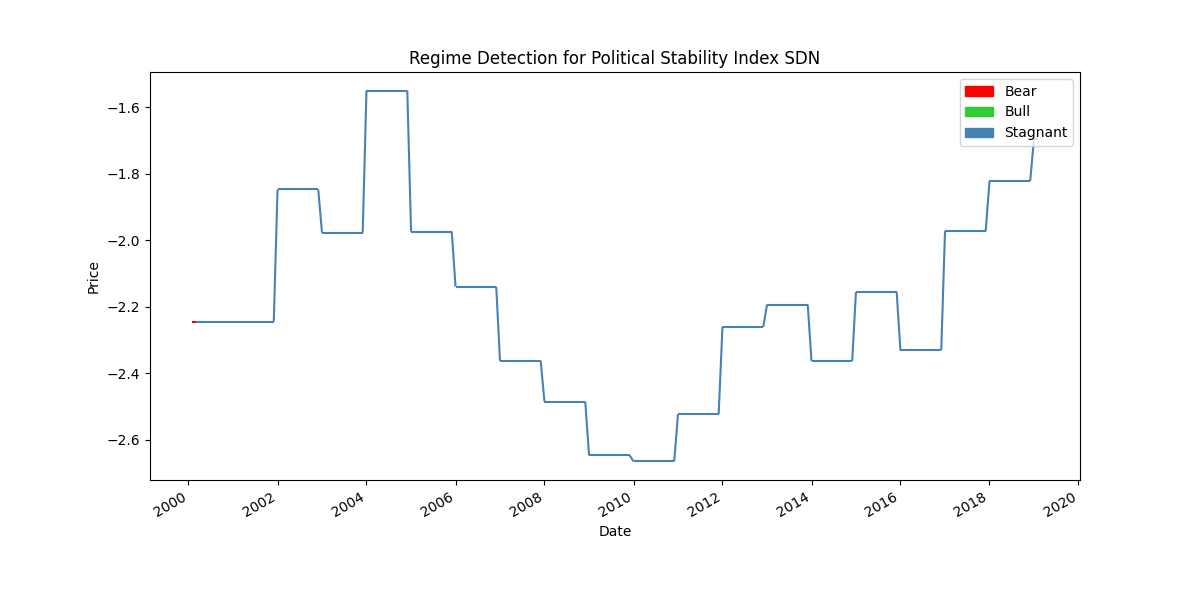 Regime Detection for Political Stability Index SDN
Bear
Bull
Stagnant
Price
−1.6
−1.8
−2.0
−2.2
−2.4
−2.6
2000
2002
2004
2006
2008
2010
2012
2014
2016
2018
2020
Date